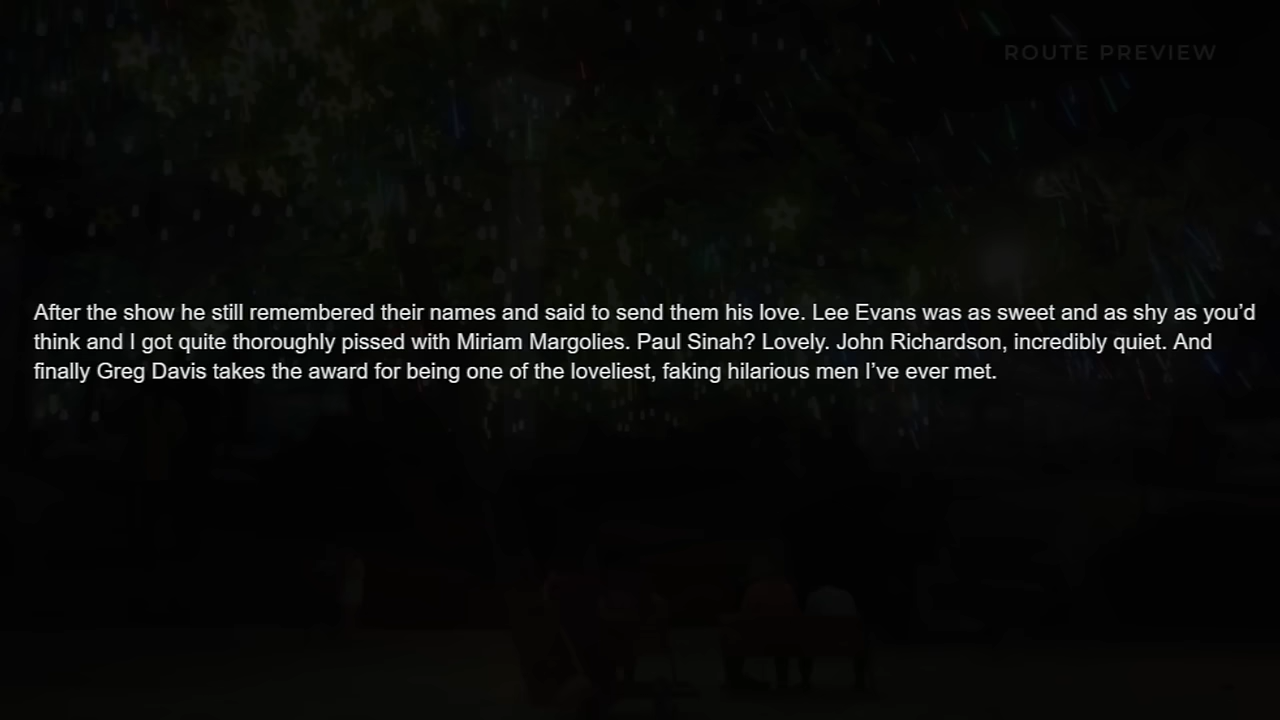 ROUTE PREVIEW
After the show he still remembered their names and said to send them his love. Lee Evans was as sweet and as shy as you’d
think and I got quite thoroughly pissed with Miriam Margolies. Paul Sinah? Lovely. John Richardson, incredibly quiet. And
finally Greg Davis takes the award for being one of the loveliest, faking hilarious men I’ve ever met.